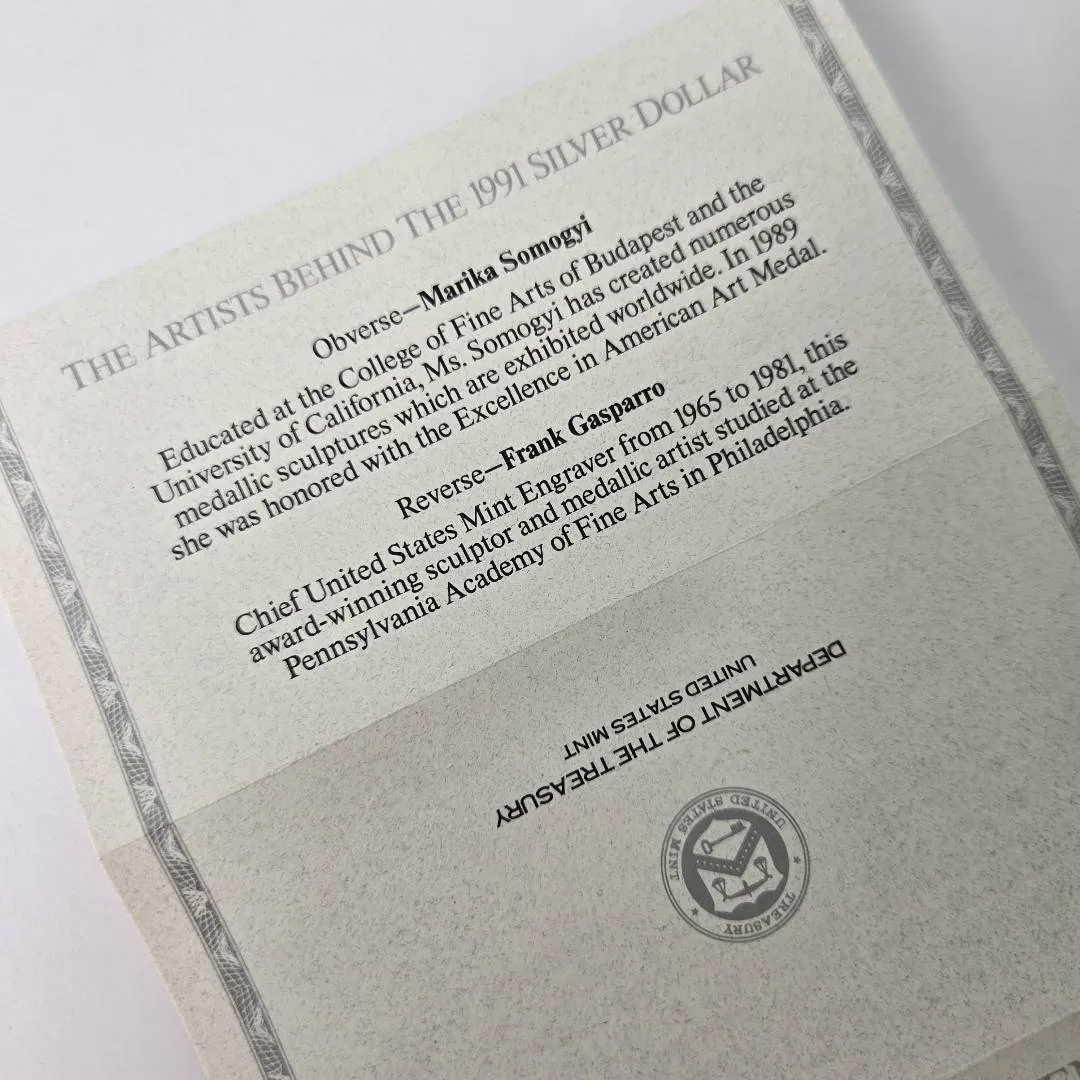 THE ARTISTS BEHIND THE 1991 SILVER DOLLAR
Obverse—Marika Somogyi
Educated at the College of Fine Arts of Budapest and the
University of California, Ms. Somogyi has created numerous
medallic sculptures which are exhibited worldwide. In 1989
she was honored with the Excellence in American Art Medal.
Reverse—Frank Gasparro
Chief United States Mint Engraver from 1965 to 1981, this
award-winning sculptor and medallic artist studied at the
Pennsylvania Academy of Fine Arts in Philadelphia.
DEPARTMENT OF THE TREASURY
UNITED STATES MINT
TREASURY
UNITED STATES MINT